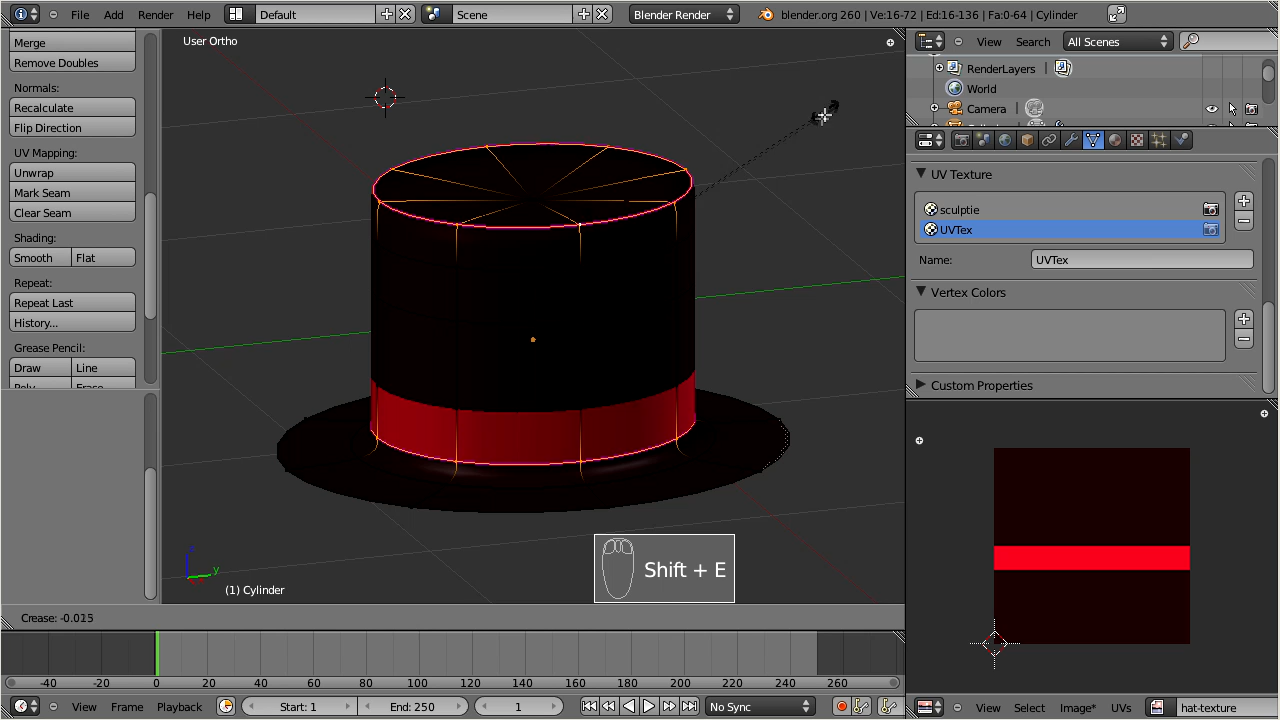 File Add Render Help Default Scene Blender Render blender.org 260 | Ve:16-72 | Ed:16-136 | Fa:0-64 | Cylinder
Merge
Remove Doubles
Normals:
Recalculate
Flip Direction
UV Mapping:
Unwrap
Mark Seam
Clear Seam
Shading:
Smooth Flat
Repeat:
Repeat Last
History...
Grease Pencil:
Draw Line
Poly Erase
User Ortho
z
y
(1) Cylinder
Shift + E
Crease: -0.015
View Search All Scenes
RenderLayers |
World
Camera |
UV Texture
sculptie
UVTex
Name: UVTex
Vertex Colors
Custom Properties
-40 -20 0 20 40 60 80 100 120 140 160 180 200 220 240 260
View Frame Playback Start: 1 End: 250 1 No Sync
View Select Image* UVs hat-texture